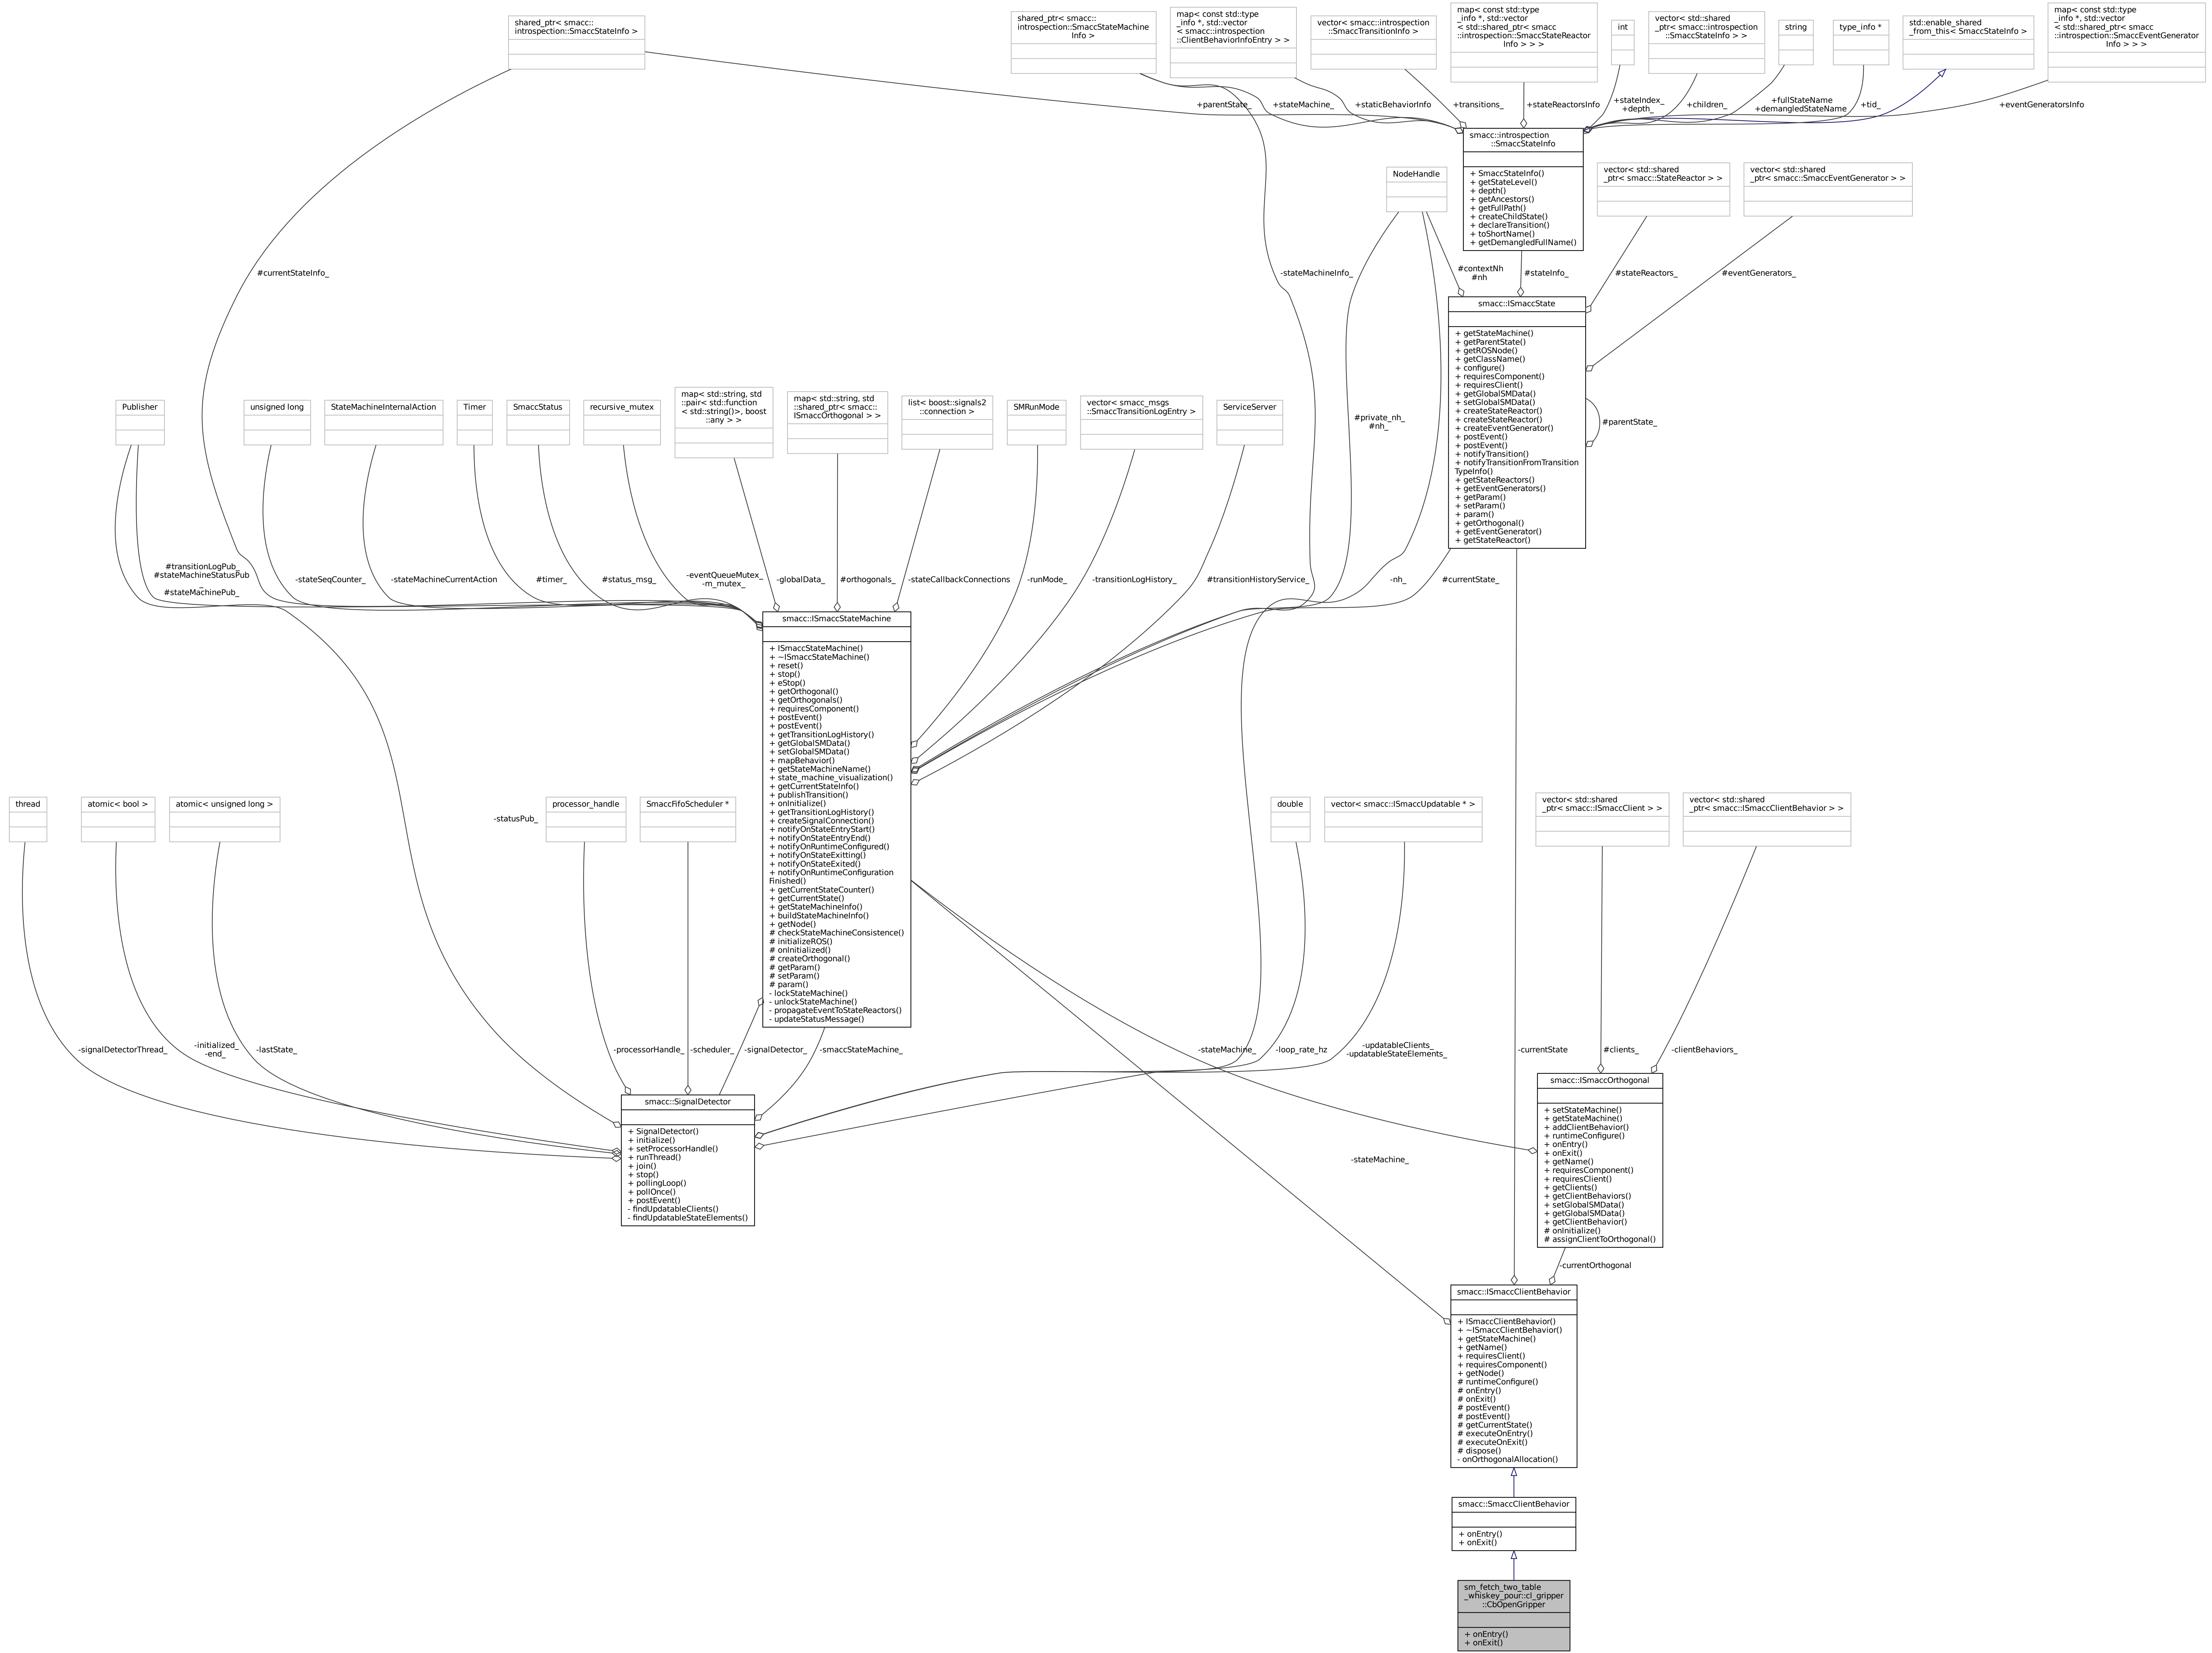 shared_ptr< smacc::
introspection::SmaccStateInfo >
shared_ptr< smacc::
introspection::SmaccStateMachine
Info >
map< const std::type
_info *, std::vector
< smacc::introspection
::ClientBehaviorInfoEntry > >
vector< smacc::introspection
::SmaccTransitionInfo >
map< const std::type
_info *, std::vector
< std::shared_ptr< smacc
::introspection::SmaccStateReactor
Info > > >
int
vector< std::shared
_ptr< smacc::introspection
::SmaccStateInfo > >
string
type_info *
std::enable_shared
_from_this< SmaccStateInfo >
map< const std::type
_info *, std::vector
< std::shared_ptr< smacc
::introspection::SmaccEventGenerator
Info > > >
+parentState_
+stateMachine_
+staticBehaviorInfo
+transitions_
+stateReactorsInfo
+stateIndex_
+depth_
+children_
+fullStateName
+demangledStateName
+tid_
+eventGeneratorsInfo
smacc::introspection
::SmaccStateInfo
+ SmaccStateInfo()
+ getStateLevel()
+ depth()
+ getAncestors()
+ getFullPath()
+ createChildState()
+ declareTransition()
+ toShortName()
+ getDemangledFullName()
NodeHandle
vector< std::shared
_ptr< smacc::StateReactor > >
vector< std::shared
_ptr< smacc::SmaccEventGenerator > >
#currentStateInfo_
-stateMachineInfo_
#contextNh
#nh
#stateInfo_
#stateReactors_
#eventGenerators_
smacc::ISmaccState
+ getStateMachine()
+ getParentState()
+ getROSNode()
+ getClassName()
+ configure()
+ requiresComponent()
+ requiresClient()
+ getGlobalSMData()
+ setGlobalSMData()
+ createStateReactor()
+ createStateReactor()
+ createEventGenerator()
+ postEvent()
+ postEvent()
+ notifyTransition()
+ notifyTransitionFromTransition
TypeInfo()
+ getStateReactors()
+ getEventGenerators()
+ getParam()
+ setParam()
+ param()
+ getOrthogonal()
+ getEventGenerator()
+ getStateReactor()
#parentState_
#private_nh_
#nh_
Publisher
unsigned long
StateMachineInternalAction
Timer
SmaccStatus
recursive_mutex
map< std::string, std
::pair< std::function
< std::string()>, boost
::any > >
map< std::string, std
::shared_ptr< smacc::
ISmaccOrthogonal > >
list< boost::signals2
::connection >
SMRunMode
vector< smacc_msgs
::SmaccTransitionLogEntry >
ServiceServer
#transitionLogPub_
#stateMachineStatusPub
_
#stateMachinePub_
-stateSeqCounter_
-stateMachineCurrentAction
#timer_
#status_msg_
-eventQueueMutex_
-m_mutex_
-globalData_
#orthogonals_
-stateCallbackConnections
-runMode_
-transitionLogHistory_
#transitionHistoryService_
-nh_
#currentState_
smacc::ISmaccStateMachine
+ ISmaccStateMachine()
+ ~ISmaccStateMachine()
+ reset()
+ stop()
+ eStop()
+ getOrthogonal()
+ getOrthogonals()
+ requiresComponent()
+ postEvent()
+ postEvent()
+ getTransitionLogHistory()
+ getGlobalSMData()
+ setGlobalSMData()
+ mapBehavior()
+ getStateMachineName()
+ state_machine_visualization()
+ getCurrentStateInfo()
+ publishTransition()
+ onInitialize()
+ getTransitionLogHistory()
+ createSignalConnection()
+ notifyOnStateEntryStart()
+ notifyOnStateEntryEnd()
+ notifyOnRuntimeConfigured()
+ notifyOnStateExitting()
+ notifyOnStateExited()
+ notifyOnRuntimeConfiguration
Finished()
+ getCurrentStateCounter()
+ getCurrentState()
+ getStateMachineInfo()
+ buildStateMachineInfo()
+ getNode()
# checkStateMachineConsistence()
# initializeROS()
# onInitialized()
# createOrthogonal()
# getParam()
# setParam()
# param()
- lockStateMachine()
- unlockStateMachine()
- propagateEventToStateReactors()
- updateStatusMessage()
thread
atomic< bool >
atomic< unsigned long >
-statusPub_
processor_handle
SmaccFifoScheduler *
double
vector< smacc::ISmaccUpdatable * >
vector< std::shared
_ptr< smacc::ISmaccClient > >
vector< std::shared
_ptr< smacc::ISmaccClientBehavior > >
-signalDetectorThread_
-initialized_
-end_
-lastState_
-processorHandle_
-scheduler_
-signalDetector_
-smaccStateMachine_
-stateMachine_
-loop_rate_hz
-updatableClients_
-updatableStateElements_
-currentState
#clients_
-clientBehaviors_
smacc::SignalDetector
+ SignalDetector()
+ initialize()
+ setProcessorHandle()
+ runThread()
+ join()
+ stop()
+ pollingLoop()
+ pollOnce()
+ postEvent()
- findUpdatableClients()
- findUpdatableStateElements()
smacc::ISmaccOrthogonal
+ setStateMachine()
+ getStateMachine()
+ addClientBehavior()
+ runtimeConfigure()
+ onEntry()
+ onExit()
+ getName()
+ requiresComponent()
+ requiresClient()
+ getClients()
+ getClientBehaviors()
+ setGlobalSMData()
+ getGlobalSMData()
+ getClientBehavior()
# onInitialize()
# assignClientToOrthogonal()
-stateMachine_
-currentOrthogonal
smacc::ISmaccClientBehavior
+ ISmaccClientBehavior()
+ ~ISmaccClientBehavior()
+ getStateMachine()
+ getName()
+ requiresClient()
+ requiresComponent()
+ getNode()
# runtimeConfigure()
# onEntry()
# onExit()
# postEvent()
# postEvent()
# getCurrentState()
# executeOnEntry()
# executeOnExit()
# dispose()
- onOrthogonalAllocation()
smacc::SmaccClientBehavior
+ onEntry()
+ onExit()
sm_fetch_two_table
_whiskey_pour::cl_gripper
::CbOpenGripper
+ onEntry()
+ onExit()